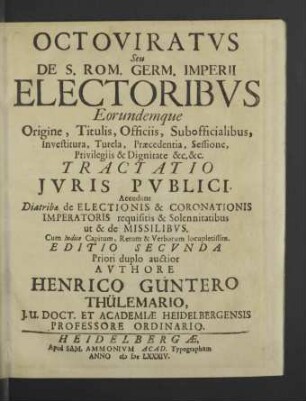 OCTOVIRATVS
Seu
DE S. ROM. GERM. IMPERII
ELECTORIBVS
Eorundemque
Origine, Titulis, Officiis, Subofficialibus,
Investitura, Tutela, Præcedentia, Sessione,
Privilegiis & Dignitate &c, &c.
TRACTATIO
JVRIS PVBLICI.
Accedunt
Diatriba de ELECTIONIS & CORONATIONIS
IMPERATORIS requisitis & Solennitatibus
ut & de MISSILIBVS,
Cum indice Capitum, Rerum & Verborum locupletissim.
EDITIO SECVNDA
Priori duplo auctior
AVTHORE
HENRICO GUNTERO
THÜLEMARIO,
J.U. DOCT. ET ACADEMIÆ HEIDELBERGENSIS
PROFESSORE ORDINARIO.
HEIDELBERGÆ,
Apud SAM. AMMONIUM ACAD. Typographum
ANNO